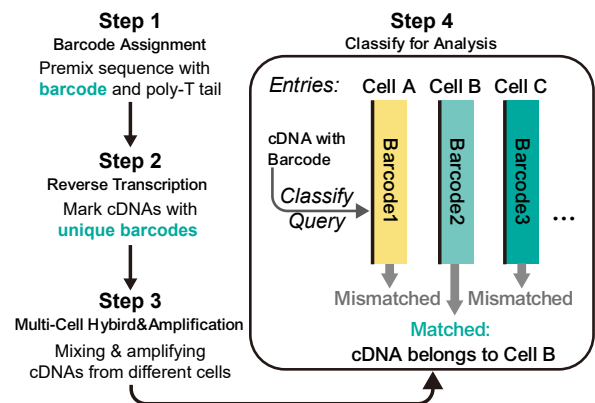 Step 1
Barcode Assignment
Premix sequence with
barcode and poly-T tail
Step 2
Reverse Transcription
Mark cDNAs with
unique barcodes
Step 3
Multi-Cell Hybird&Amplification
Mixing & amplifying
cDNAs from different cells
Step 4
Classify for Analysis
Entries: Cell A Cell B Cell C
cDNA with
Barcode
Classify
Query
Barcode1
Barcode2
Barcode3
...
Mismatched Mismatched
Matched:
cDNA belongs to Cell B